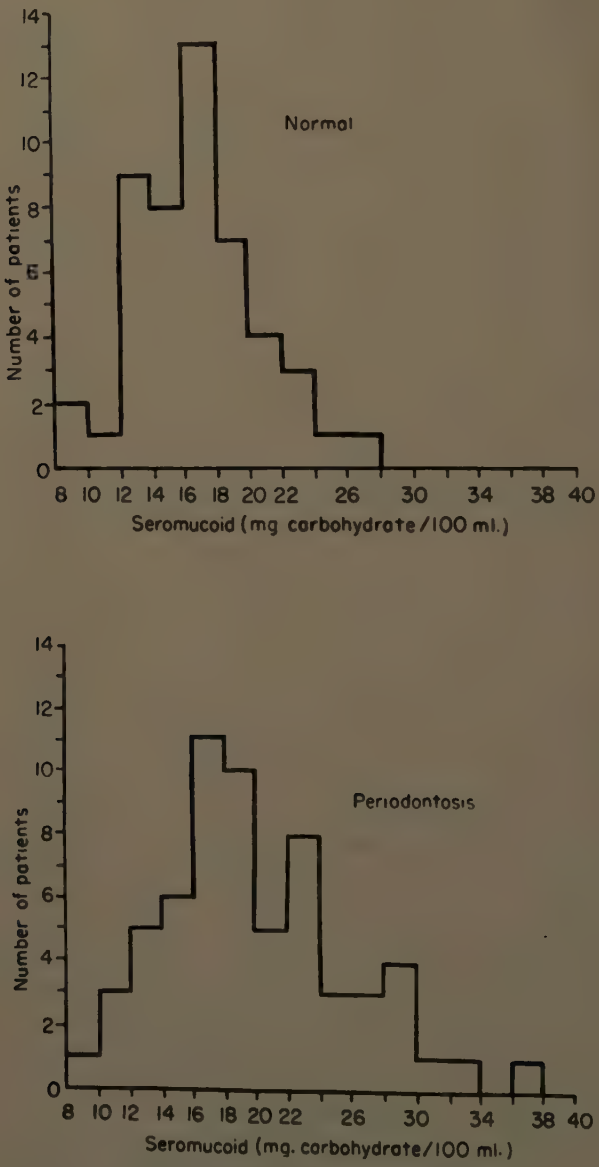 14
12
Normal
10
8
6
4
2
0
8 10 12 14 16 18 20 22 26 30 34 38 40
Number of patients
Seromucoid (mg carbohydrate/100 ml.)
14
12
10
Periodontosis
8
6
4
2
0
8 10 12 14 16 18 20 22 26 30 34 38 40
Number of patients
Seromucoid (mg. carbohydrate/100 ml.)